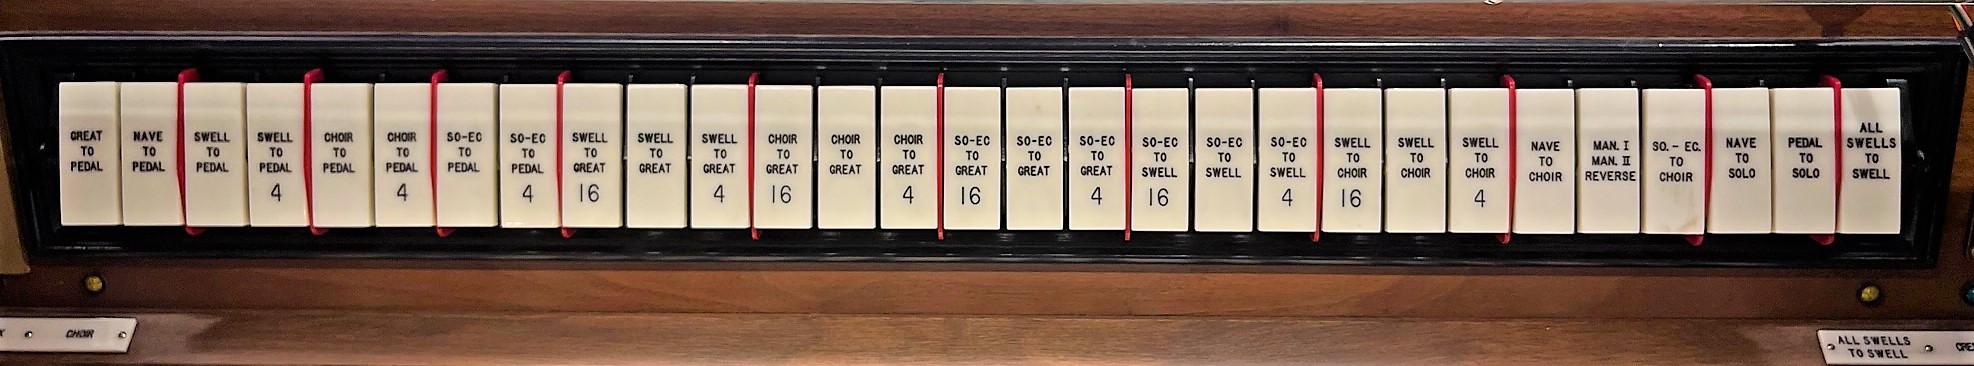 GREAT
TO
PEDAL
NAVE
TO
PEDAL
SWELL
TO
PEDAL
SWELL
TO
PEDAL
4
CHOIR
TO
PEDAL
CHOIR
TO
PEDAL
4
SO-EC
TO
PEDAL
SO-EC
TO
PEDAL
4
SWELL
TO
GREAT
16
SWELL
TO
GREAT
SWELL
TO
GREAT
4
CHOIR
TO
GREAT
16
CHOIR
TO
GREAT
CHOIR
TO
GREAT
4
SO-EC
TO
GREAT
16
SO-EC
TO
GREAT
SO-EC
TO
GREAT
4
SO-EC
TO
SWELL
16
SO-EC
TO
SWELL
SO-EC
TO
SWELL
4
SWELL
TO
CHOIR
16
SWELL
TO
CHOIR
SWELL
TO
CHOIR
4
NAVE
TO
CHOIR
MAN. I
MAN. II
REVERSE
SO. - EC.
TO
CHOIR
NAVE
TO
SOLO
PEDAL
TO
SOLO
ALL
SWELLS
TO
SWELL
CHOIR
ALL SWELLS
TO SWELL